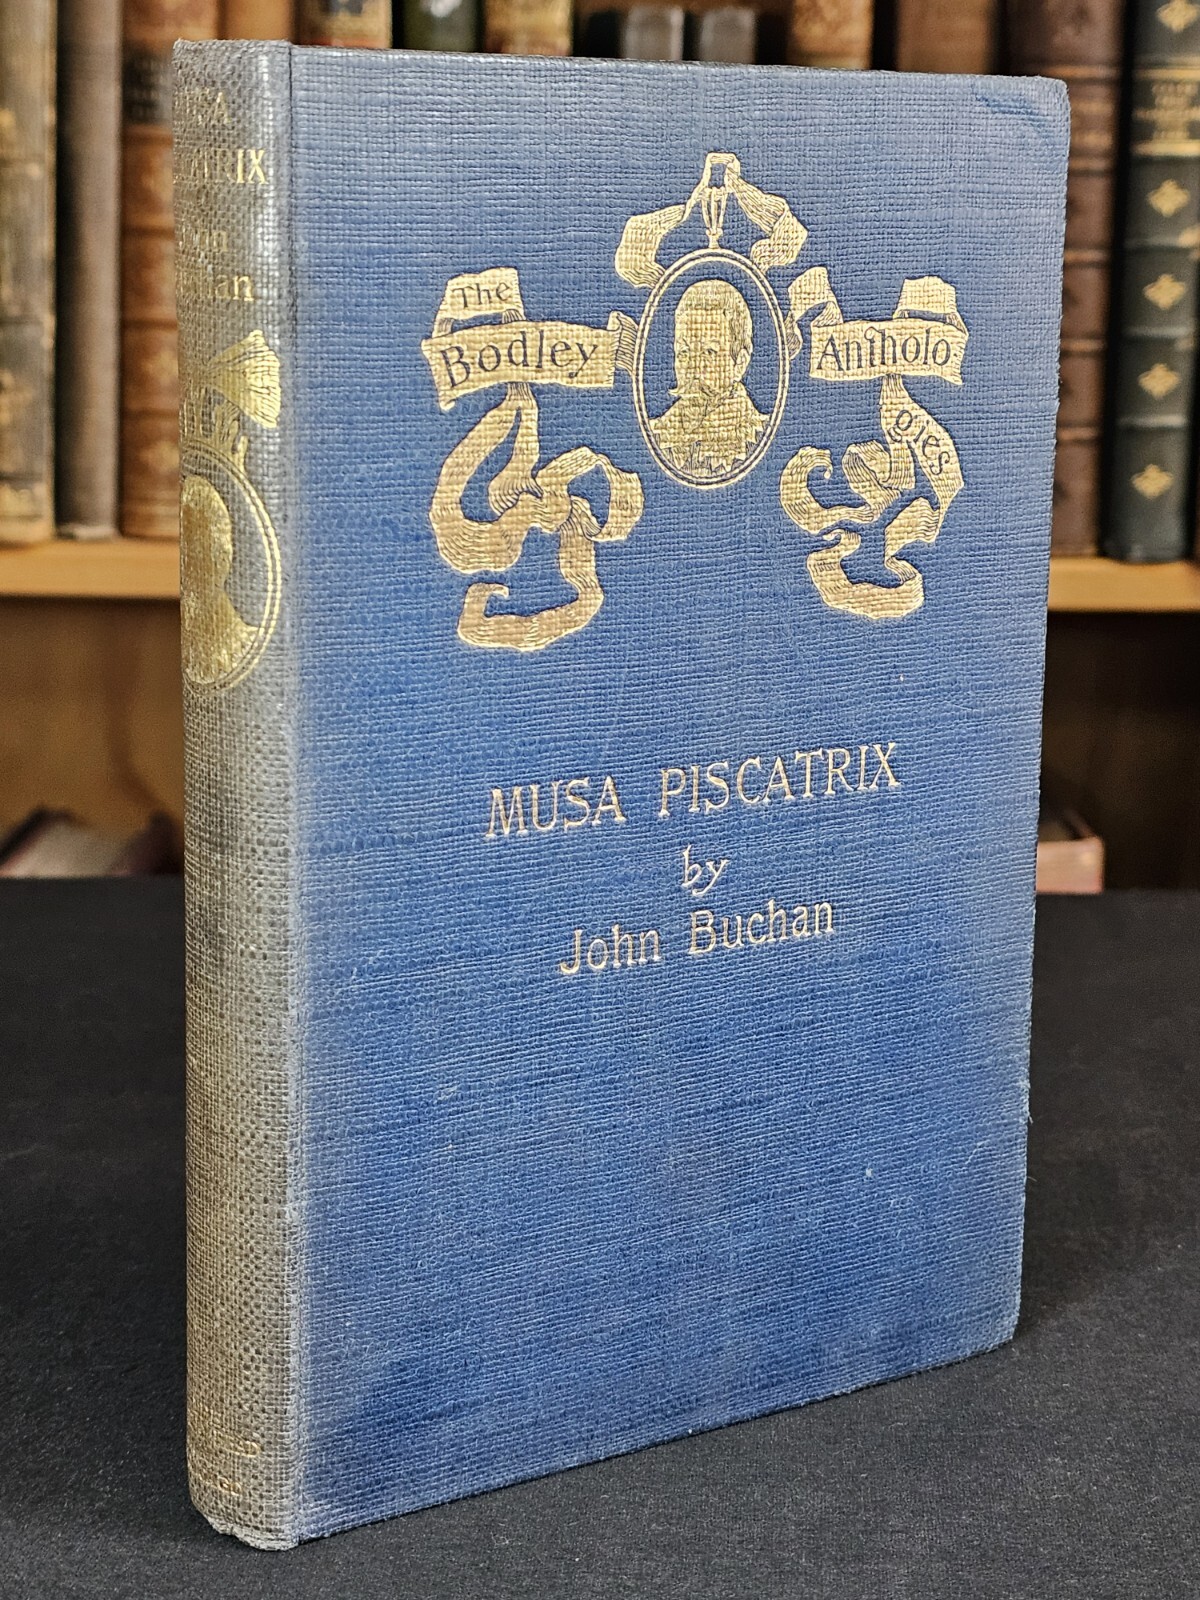 The
Bodley
Antholo
gies
MUSA PISCATRIX
by
John Buchan